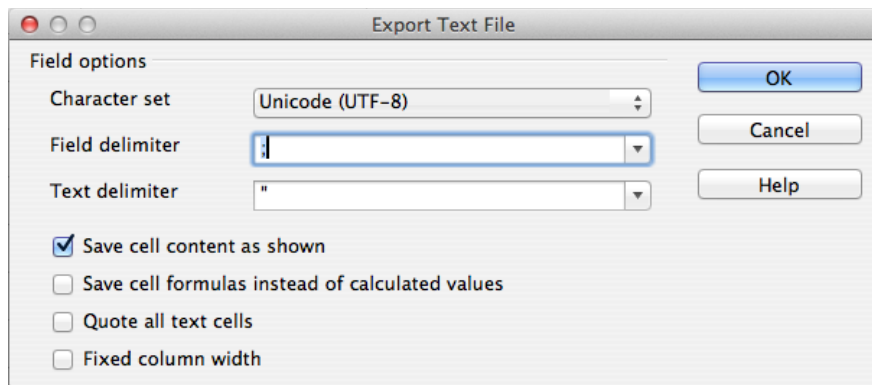 Export Text File
Field options
Character set
Unicode (UTF-8)
OK
Field delimiter
;
Cancel
Text delimiter
"
Help
Save cell content as shown
Save cell formulas instead of calculated values
Quote all text cells
Fixed column width